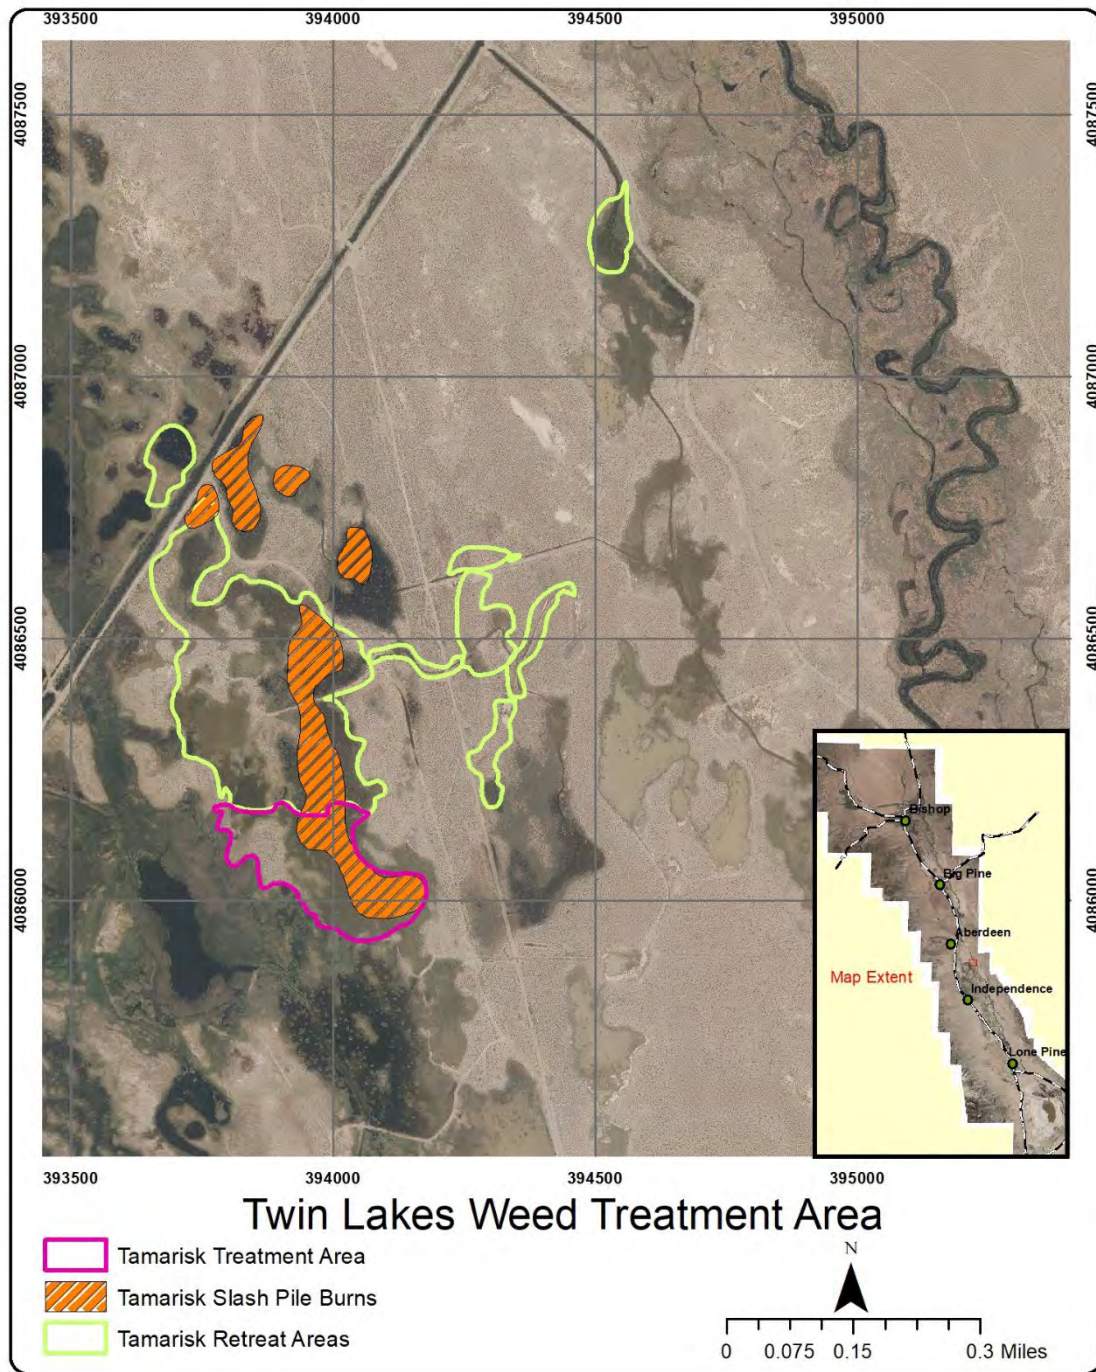 393500 394000 394500 395000
4087500 4087500
4087000 4087000
4086500 4086500
4086000 4086000
Bishop
Big Pine
Aberdeen
Map Extent
Independence
Lone Pine
393500 394000 394500 395000
Twin Lakes Weed Treatment Area
Tamarisk Treatment Area
Tamarisk Slash Pile Burns
Tamarisk Retreat Areas
N
0 0.075 0.15 0.3 Miles